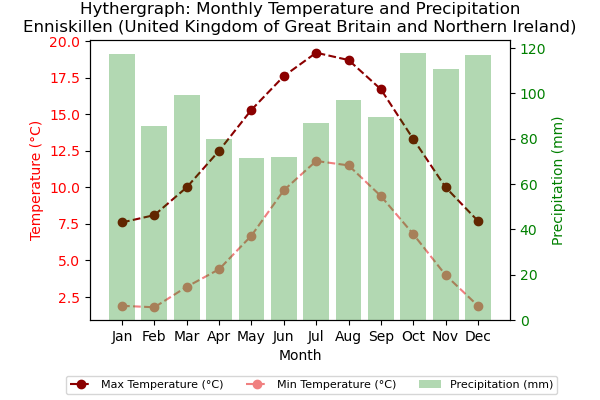 Hythergraph: Monthly Temperature and Precipitation
Enniskillen (United Kingdom of Great Britain and Northern Ireland)
Temperature (°C)
20.0
17.5
15.0
12.5
10.0
7.5
5.0
2.5
120
100
80
60
40
20
0
Precipitation (mm)
Jan Feb Mar Apr May Jun Jul Aug Sep Oct Nov Dec
Month
Max Temperature (°C) Min Temperature (°C) Precipitation (mm)